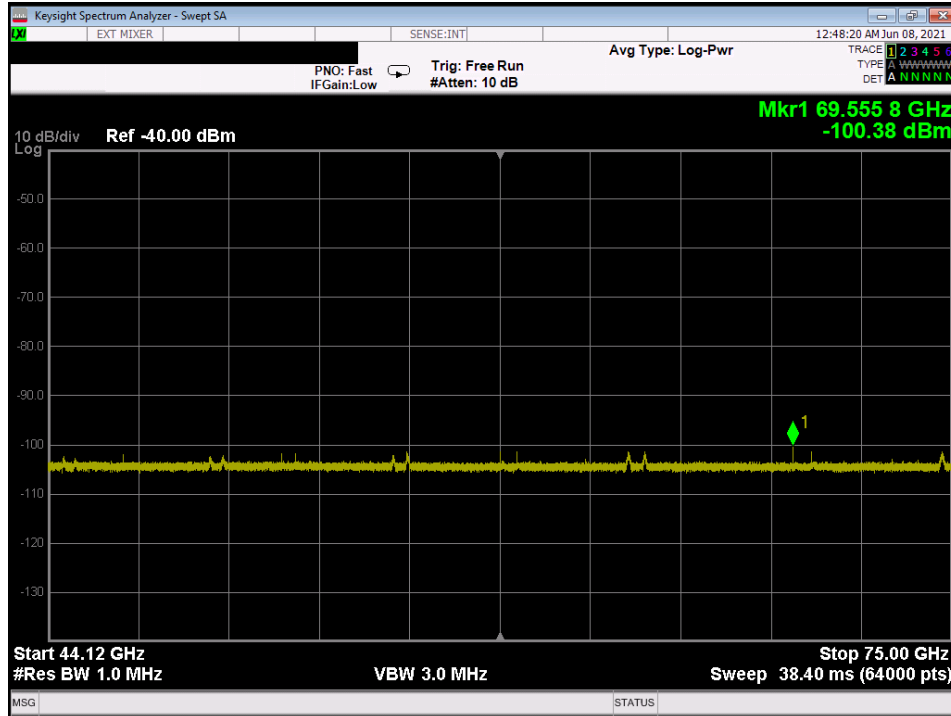 Keysight Spectrum Analyzer - Swept SA
LXI EXT MIXER SENSE:INT 12:48:20 AM Jun 08, 2021
Avg Type: Log-Pwr TRACE 1 2 3 4 5 6
PNO: Fast Trig: Free Run TYPE A WWWWWW
IFGain:Low #Atten: 10 dB DET A N N N N N
Mkr1 69.555 8 GHz
10 dB/div Ref -40.00 dBm -100.38 dBm
Log
-50.0
-60.0
-70.0
-80.0
-90.0
1
-100
-110
-120
-130
Start 44.12 GHz Stop 75.00 GHz
#Res BW 1.0 MHz VBW 3.0 MHz Sweep 38.40 ms (64000 pts)
MSG STATUS